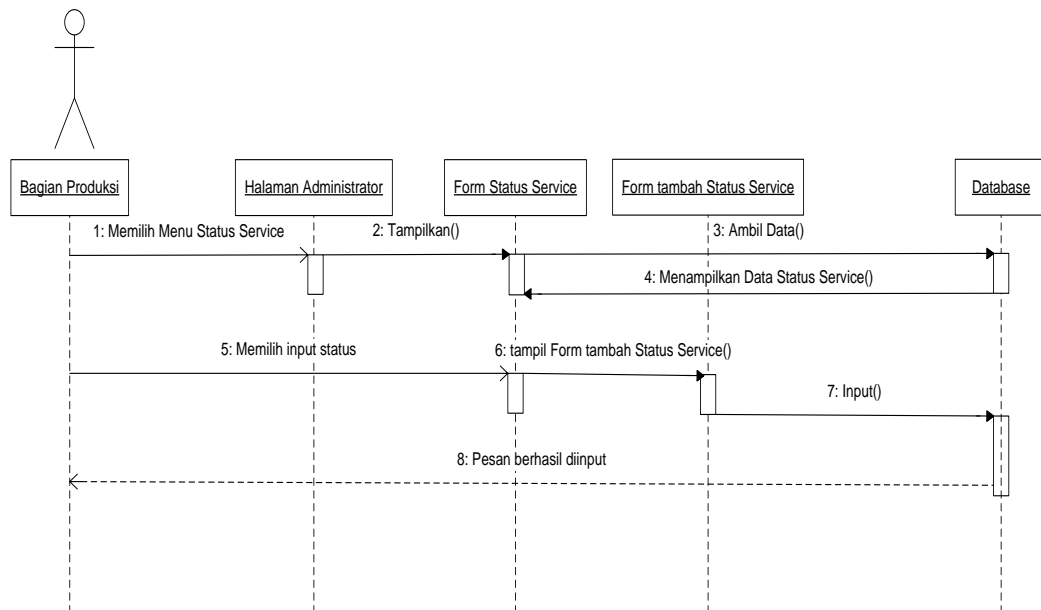 Bagian Produksi
Halaman Administrator
Form Status Service
Form tambah Status Service
Database
1: Memilih Menu Status Service
2: Tampilkan()
3: Ambil Data()
4: Menampilkan Data Status Service()
5: Memilih input status
6: tampil Form tambah Status Service()
7: Input()
8: Pesan berhasil diinput